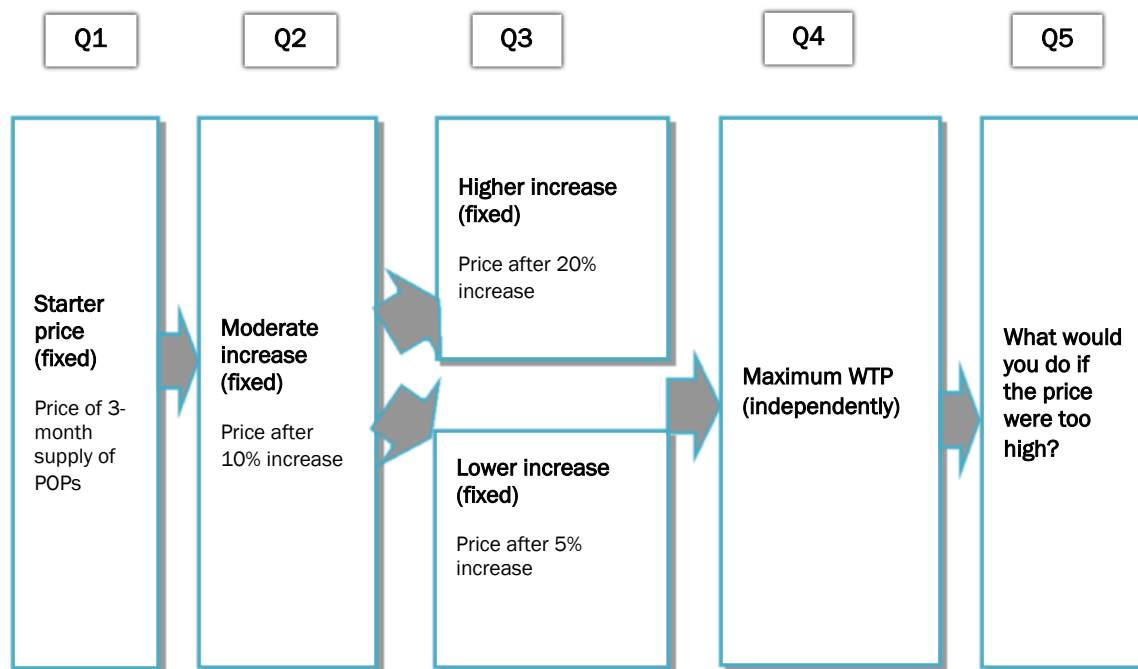 Q1
Q2
Q3
Q4
Q5
Starter
price
(fixed)
Price of 3-
month
supply of
POPs
Moderate
increase
(fixed)
Price after
10% increase
Higher increase
(fixed)
Price after 20%
increase
Lower increase
(fixed)
Price after 5%
increase
Maximum WTP
(independently)
What would
you do if
the price
were too
high?